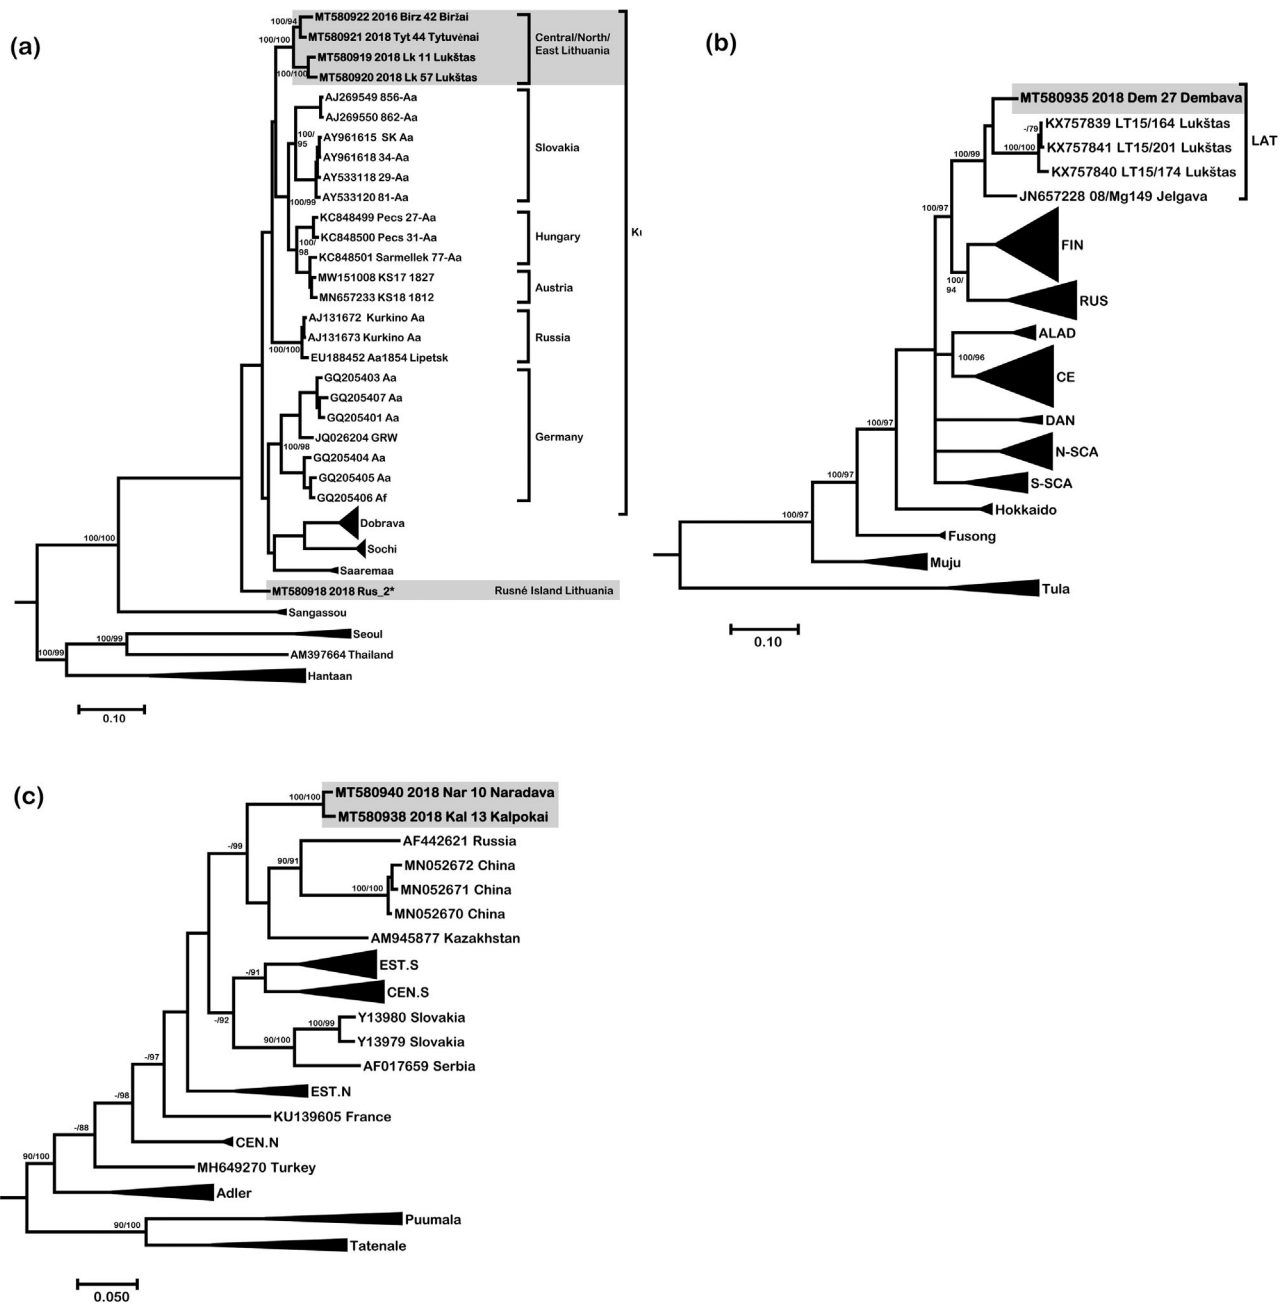 (a)
100/94
MT580922 2016 Birz 42 Biržai
100/100
MT580921 2018 Tyt 44 Tytuvėnai
MT580919 2018 Lk 11 Lukštas
100/100
MT580920 2018 Lk 57 Lukštas
Central/North/
East Lithuania
AJ269549 856-Aa
AJ269550 862-Aa
100/
95
AY961615 SK Aa
AY961618 34-Aa
AY533118 29-Aa
AY533120 81-Aa
Slovakia
100/99
KC848499 Pecs 27-Aa
KC848500 Pecs 31-Aa
100/
98
KC848501 Sarmellek 77-Aa
Hungary
MW151008 KS17 1827
MN657233 KS18 1812
Austria
AJ131672 Kurkino Aa
AJ131673 Kurkino Aa
100/100
EU188452 Aa1854 Lipetsk
Russia
GQ205403 Aa
GQ205407 Aa
GQ205401 Aa
JQ026204 GRW
100/98
GQ205404 Aa
GQ205405 Aa
GQ205406 Af
Germany
Dobrava
Sochi
Saaremaa
MT580918 2018 Rus_2*
Rusnė Island Lithuania
100/100
Sangassou
100/99
Seoul
AM397664 Thailand
100/99
Hantaan
0.10
(b)
MT580935 2018 Dem 27 Dembava
-/79
KX757839 LT15/164 Lukštas
100/100
KX757841 LT15/201 Lukštas
KX757840 LT15/174 Lukštas
100/99
JN657228 08/Mg149 Jelgava
LAT
100/97
FIN
100/
94
RUS
ALAD
100/96
CE
DAN
N-SCA
S-SCA
100/97
Hokkaido
100/97
Fusong
100/97
Muju
Tula
0.10
(c)
100/100
MT580940 2018 Nar 10 Naradava
MT580938 2018 Kal 13 Kalpokai
-/99
AF442621 Russia
90/91
MN052672 China
100/100
MN052671 China
MN052670 China
AM945877 Kazakhstan
-/91
EST.S
CEN.S
-/92
100/99
Y13980 Slovakia
90/100
Y13979 Slovakia
AF017659 Serbia
-/97
EST.N
-/98
KU139605 France
-/88
CEN.N
90/100
MH649270 Turkey
Adler
90/100
Puumala
Tatenale
0.050